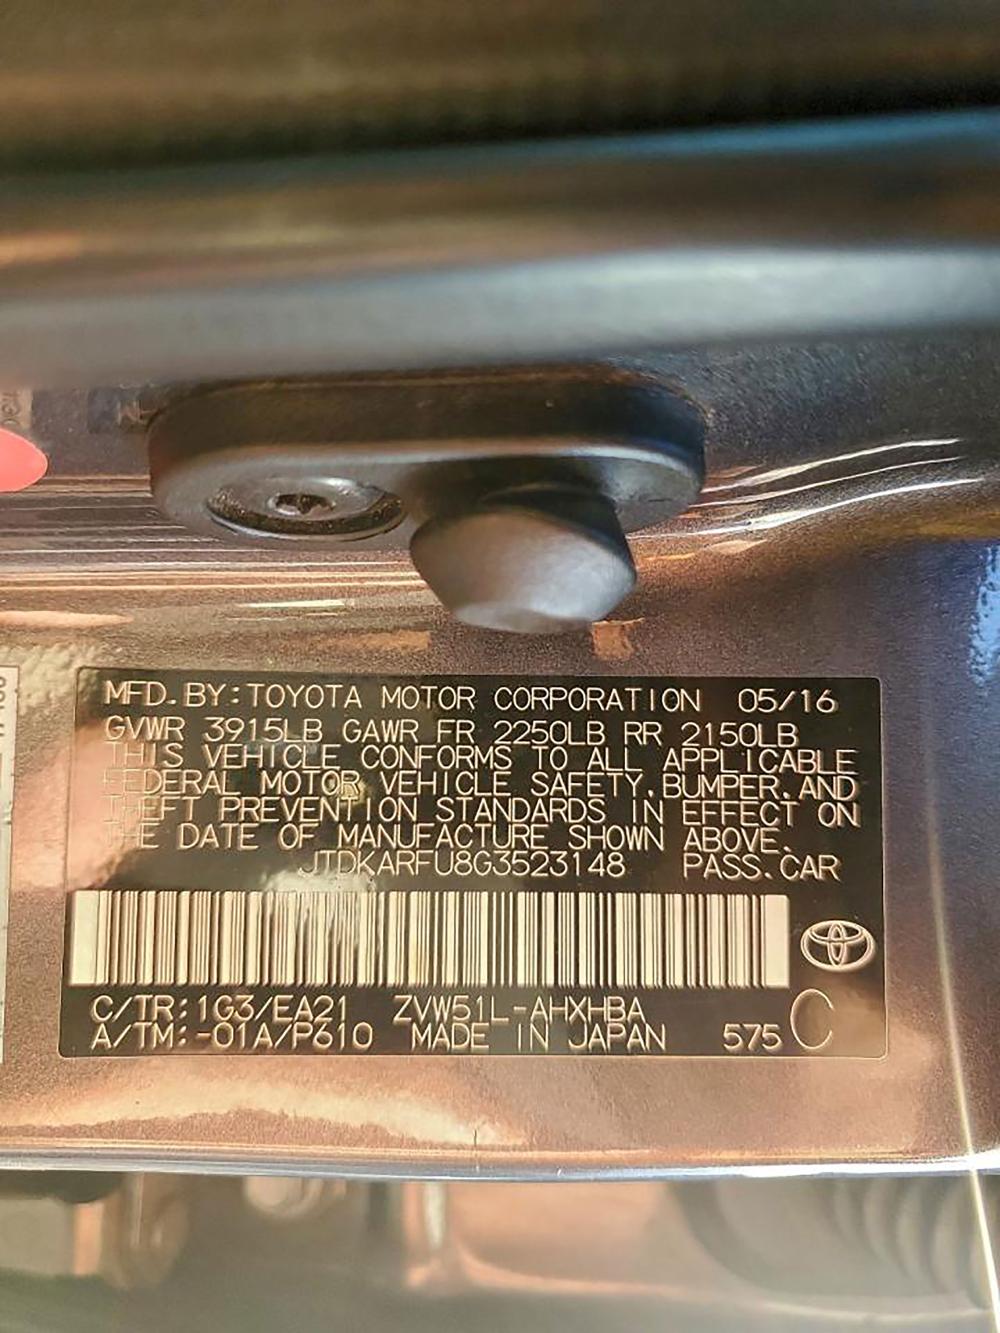 MFD.BY:TOYOTA MOTOR CORPORATION 05/16
GVWR 3915LB GAWR FR 2250LB RR 2150LB
THIS VEHICLE CONFORMS TO ALL APPLICABLE
FEDERAL MOTOR VEHICLE SAFETY,BUMPER,AND
THEFT PREVENTION STANDARDS IN EFFECT ON
THE DATE OF MANUFACTURE SHOWN ABOVE.
JTDKARFU8G3523148 PASS.CAR
C/TR:1G3/EA21 ZVW51L-AHXHBA
A/TM:-01A/P610 MADE IN JAPAN 575 C